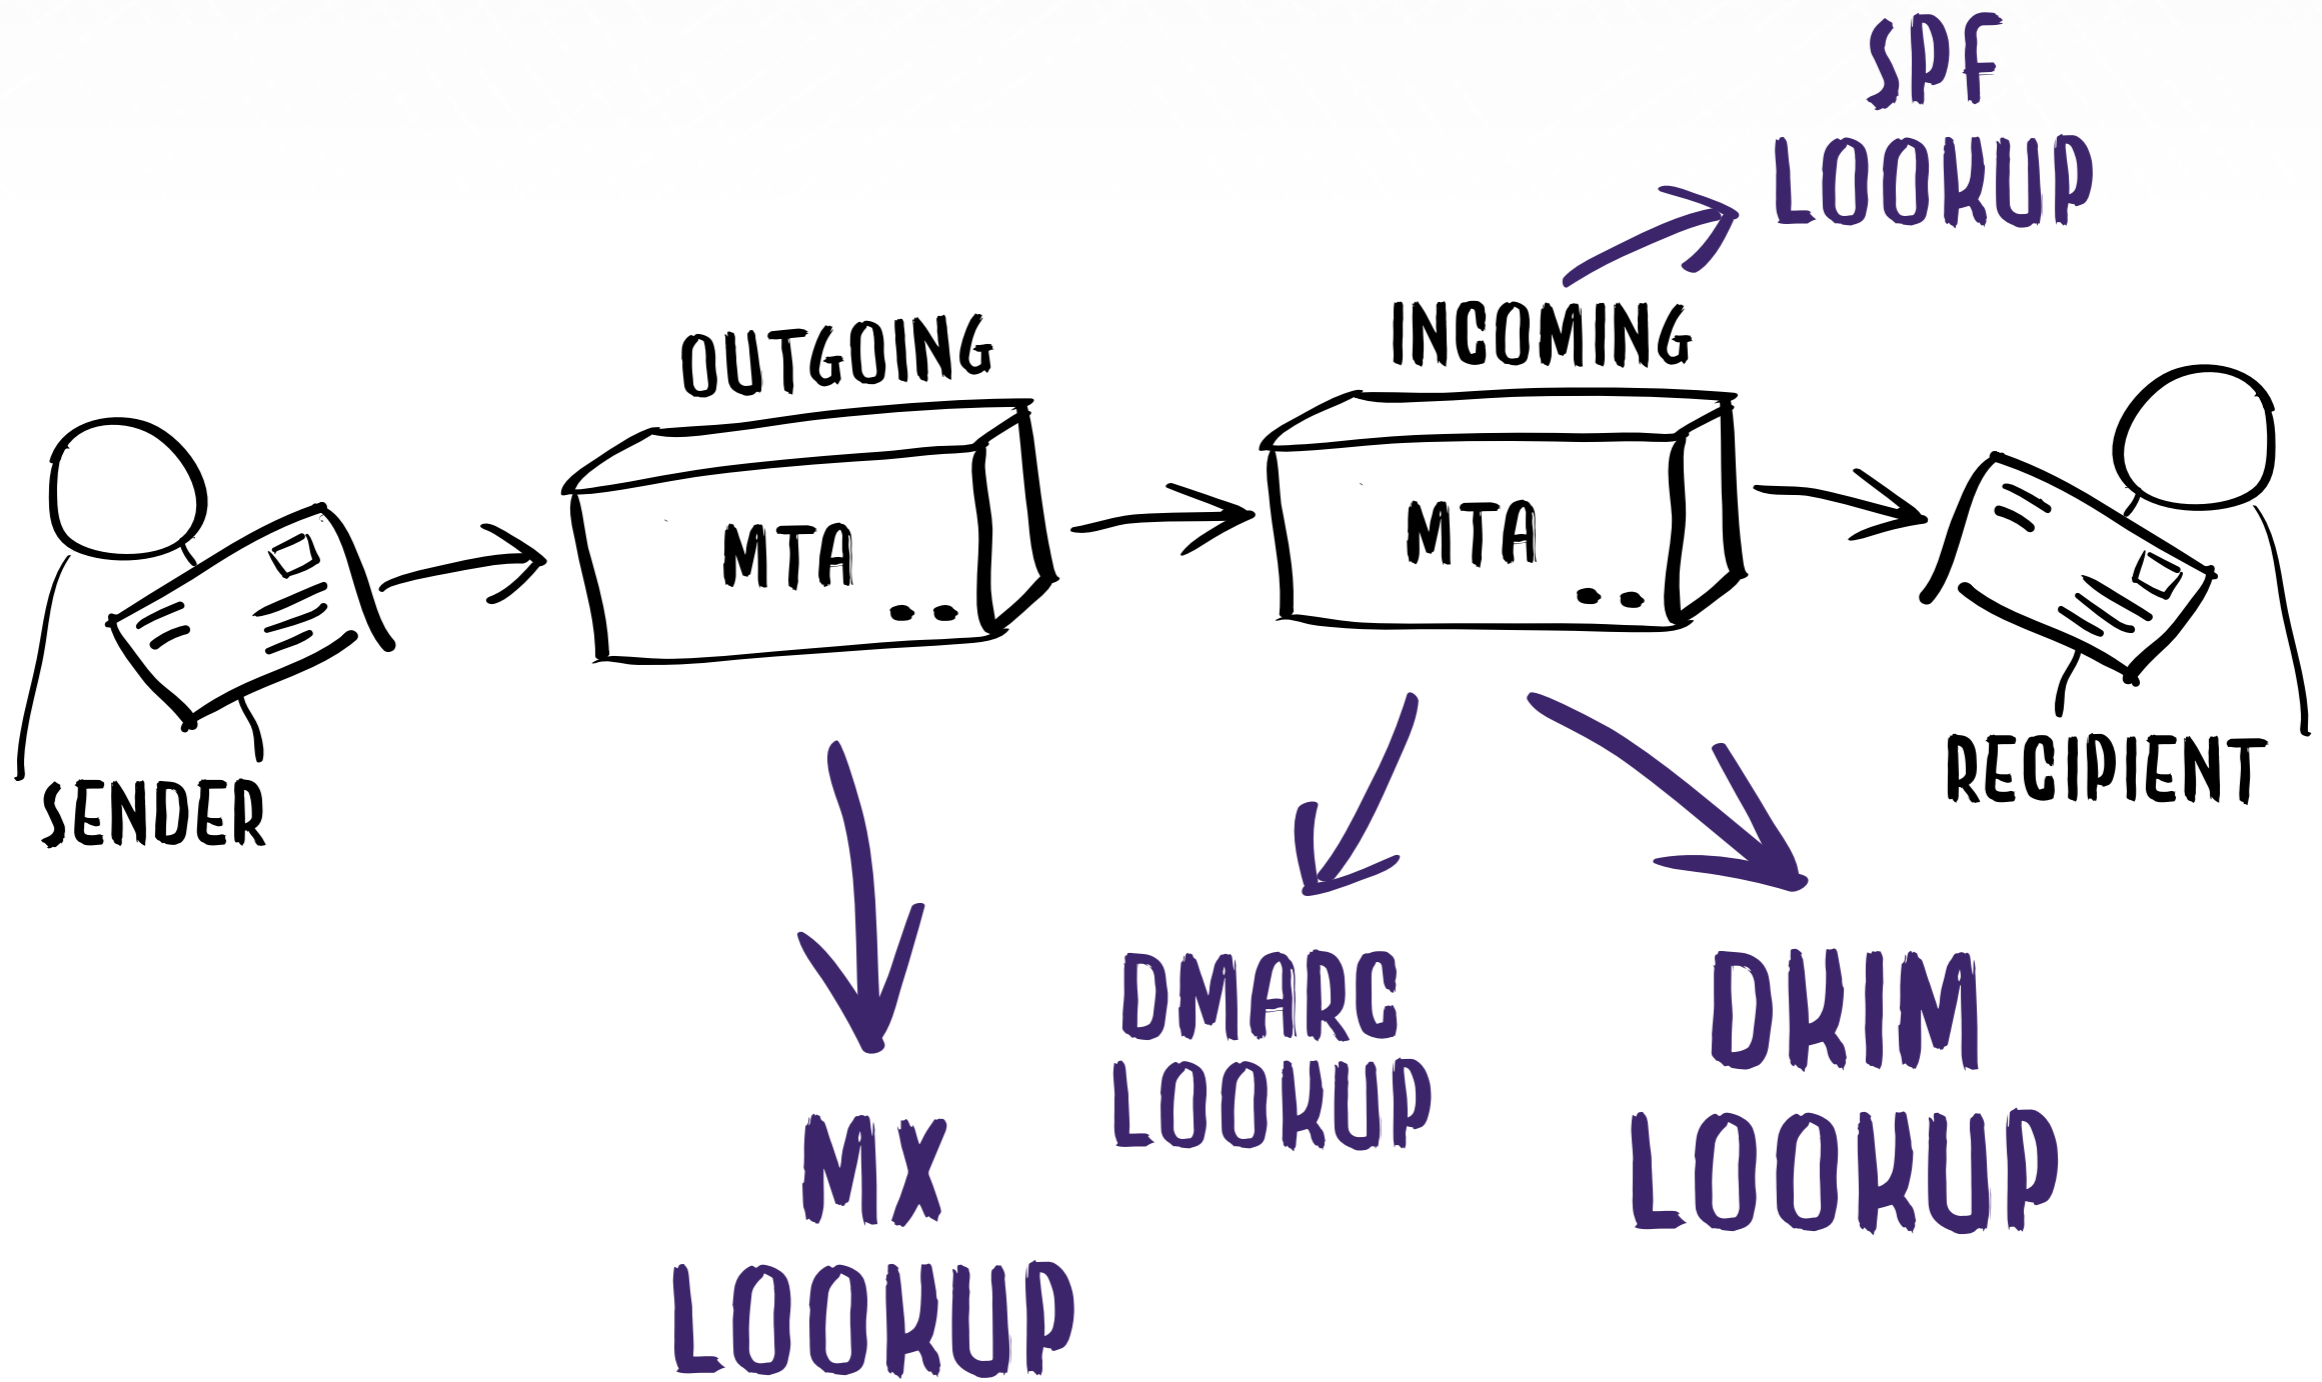 SPF
LOOKUP
OUTGOING
INCOMING
MTA
MTA
SENDER
RECIPIENT
DMARC
LOOKUP
DKIM
LOOKUP
MX
LOOKUP